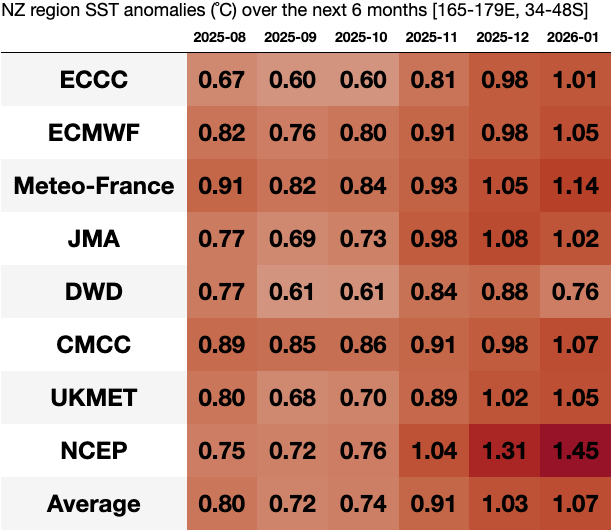 NZ region SST anomalies (℃) over the next 6 months [165-179E, 34-48S]
2025-08 2025-09 2025-10 2025-11 2025-12 2026-01
ECCC 0.67 0.60 0.60 0.81 0.98 1.01
ECMWF 0.82 0.76 0.80 0.91 0.98 1.05
Meteo-France 0.91 0.82 0.84 0.93 1.05 1.14
JMA 0.77 0.69 0.73 0.98 1.08 1.02
DWD 0.77 0.61 0.61 0.84 0.88 0.76
CMCC 0.89 0.85 0.86 0.91 0.98 1.07
UKMET 0.80 0.68 0.70 0.89 1.02 1.05
NCEP 0.75 0.72 0.76 1.04 1.31 1.45
Average 0.80 0.72 0.74 0.91 1.03 1.07